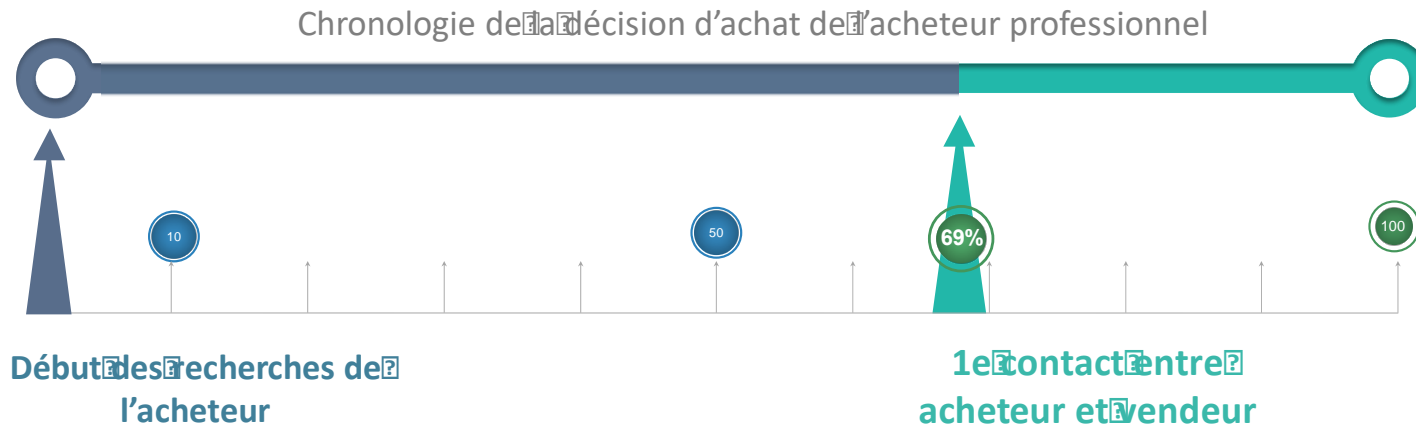 Chronologie de la décision d’achat de l’acheteur professionnel
10
50
69%
100
Début des recherches de
l’acheteur
1e contact entre
acheteur et vendeur